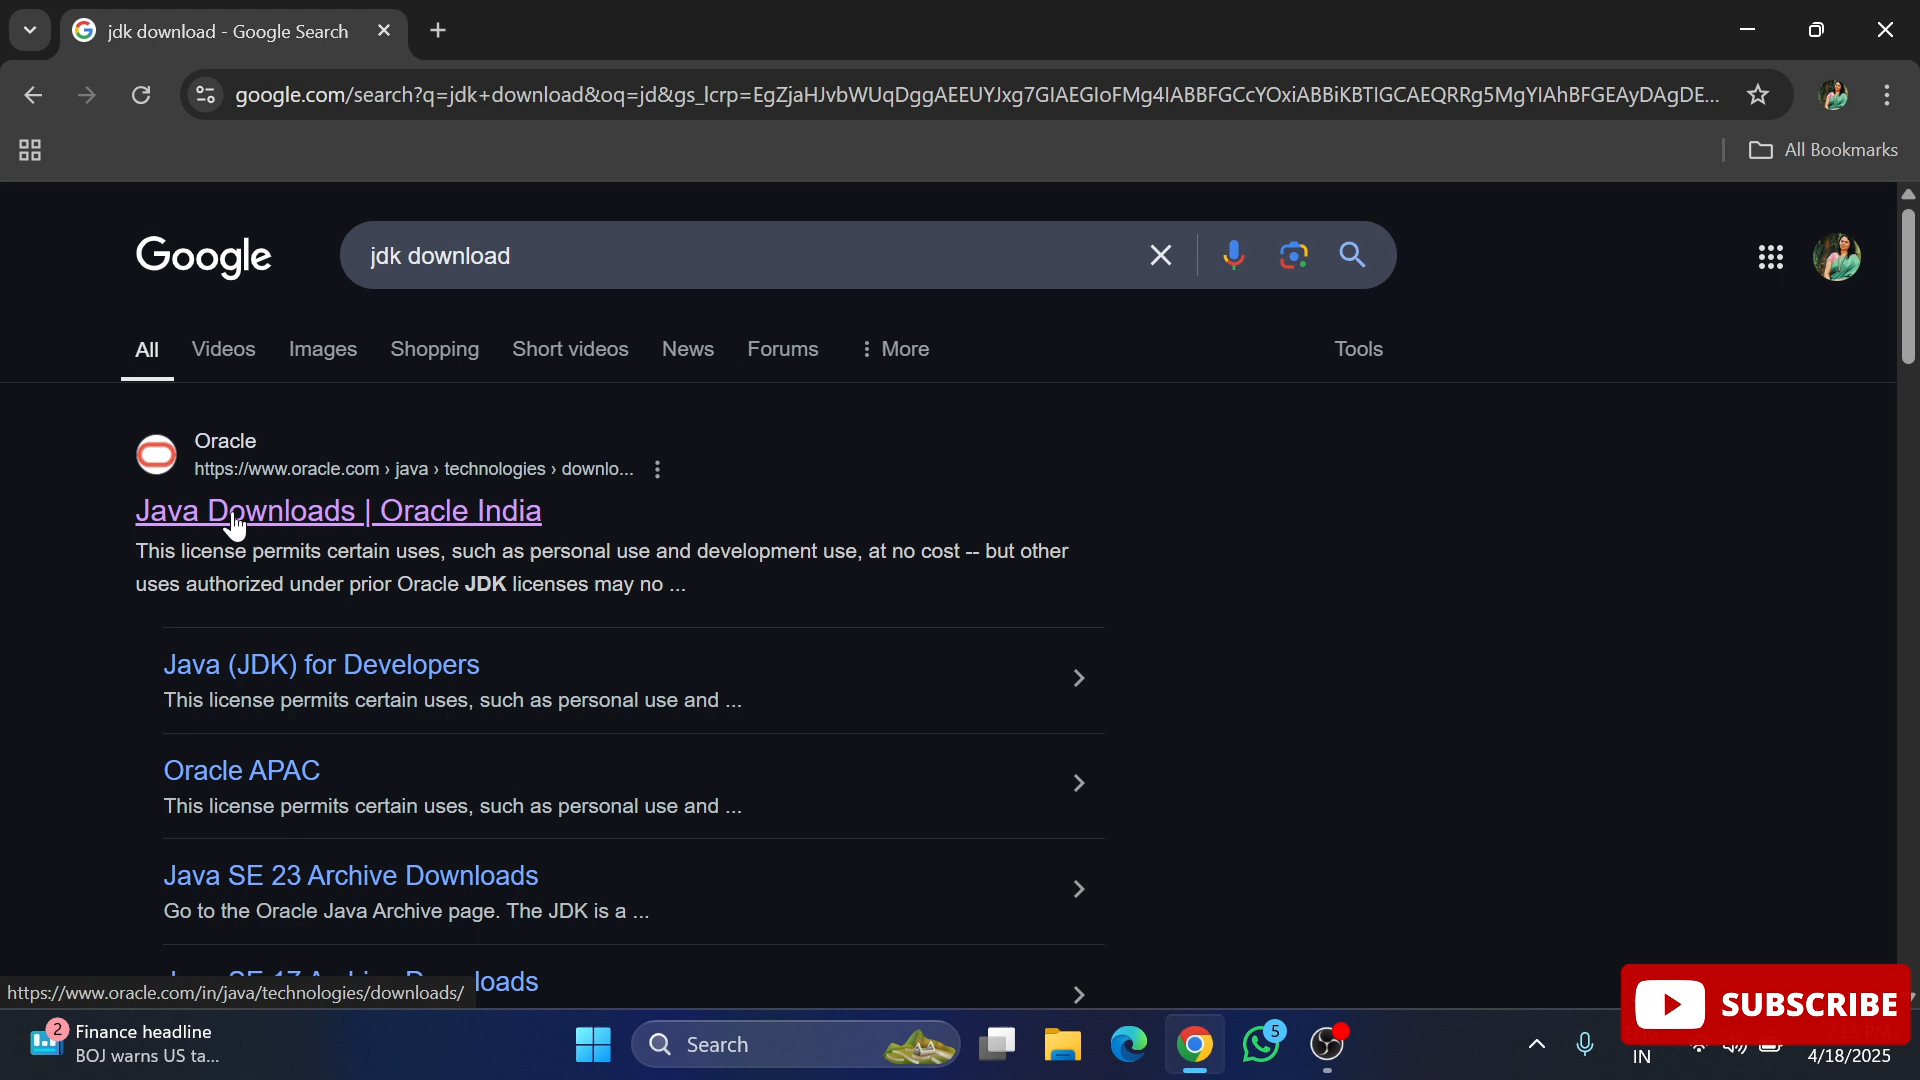 jdk download - Google Search
google.com/search?q=jdk+download&oq=jd&gs_lcrp=EgZjaHJvbWUqDggAEEUYJxg7GIAEGIoFMg4IABBFGCcYOxiABBiKBTIGCAEQRRg5MgYIAhBFGEAyDAgDE...
All Bookmarks
Google
jdk download
All
Videos
Images
Shopping
Short videos
News
Forums
More
Tools
Oracle
https://www.oracle.com › java › technologies › downlo...
Java Downloads | Oracle India
This license permits certain uses, such as personal use and development use, at no cost -- but other
uses authorized under prior Oracle JDK licenses may no ...
Java (JDK) for Developers
This license permits certain uses, such as personal use and ...
Oracle APAC
This license permits certain uses, such as personal use and ...
Java SE 23 Archive Downloads
Go to the Oracle Java Archive page. The JDK is a ...
loads
https://www.oracle.com/in/java/technologies/downloads/
SUBSCRIBE
2
Finance headline
BOJ warns US ta...
Search
5
IN
4/18/2025